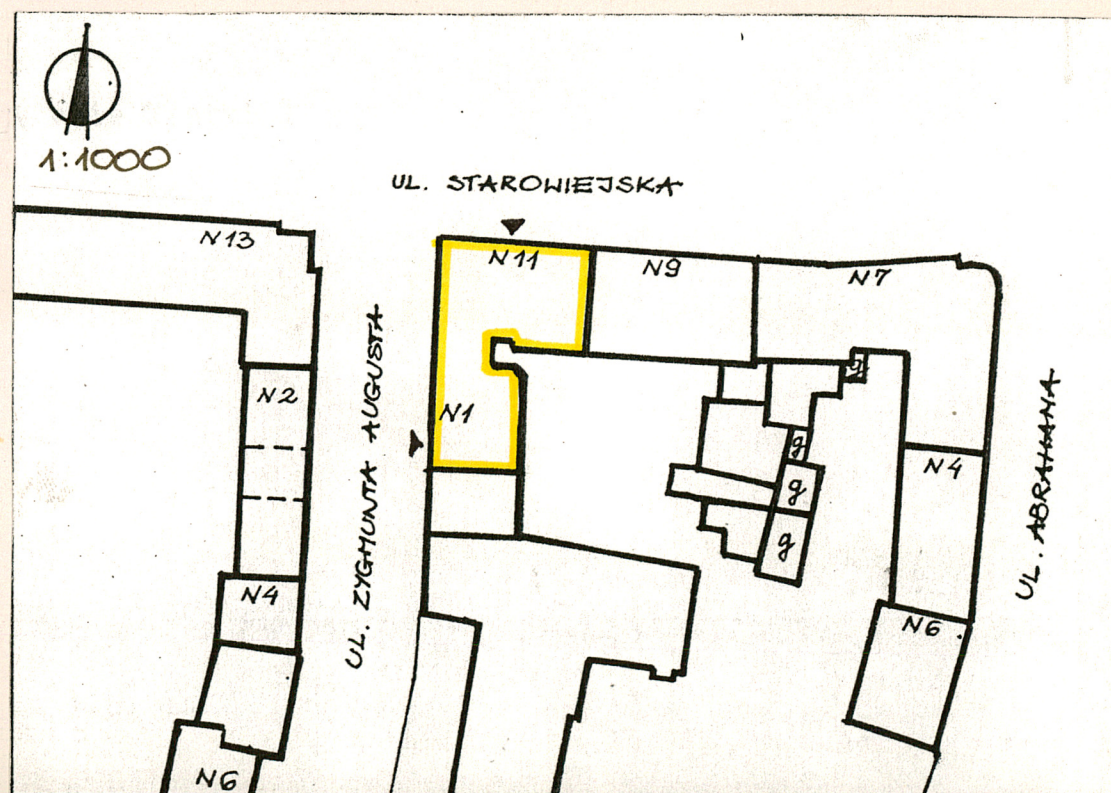 1:1000
UL. STAROWIEJSKA
N13
N11
N9
N7
g
N2
UL. ZYGMUNTA AUGUSTA
N1
g
N4
UL. ABRAHAMA
g
g
N4
N6
N6